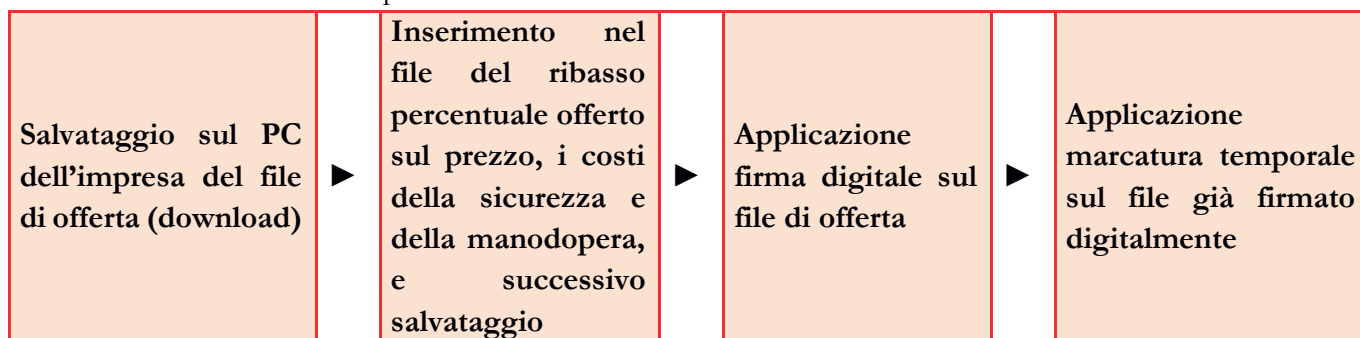 Salvataggio sul PC
dell'impresa del file
di offerta (download)
►
Inserimento nel
file del ribasso
percentuale offerto
sul prezzo, i costi
della sicurezza e
della manodopera,
e successivo
salvataggio
►
Applicazione
firma digitale sul
file di offerta
►
Applicazione
marcatura temporale
sul file già firmato
digitalmente